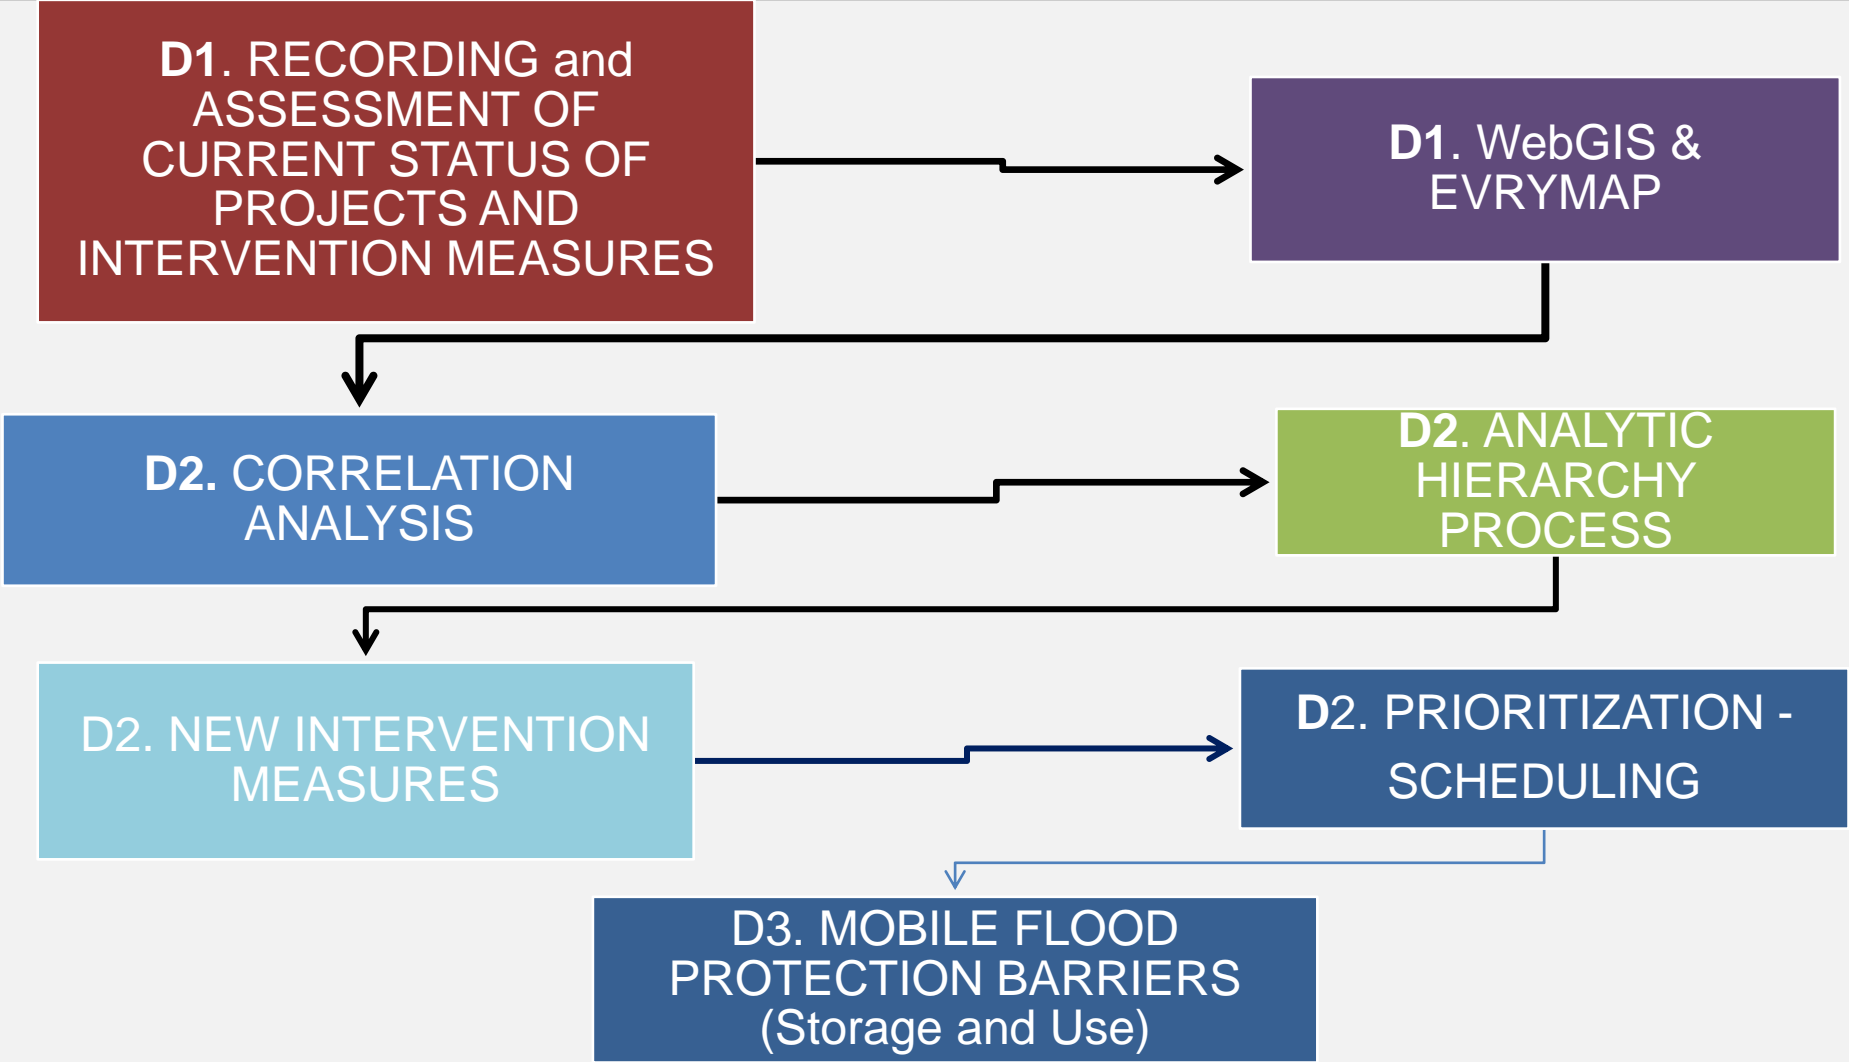 D1. RECORDING and
ASSESSMENT OF
CURRENT STATUS OF
PROJECTS AND
INTERVENTION MEASURES
D1. WebGIS &
EVRYMAP
D2. CORRELATION
ANALYSIS
D2. ANALYTIC
HIERARCHY
PROCESS
D2. NEW INTERVENTION
MEASURES
D2. PRIORITIZATION -
SCHEDULING
D3. MOBILE FLOOD
PROTECTION BARRIERS
(Storage and Use)